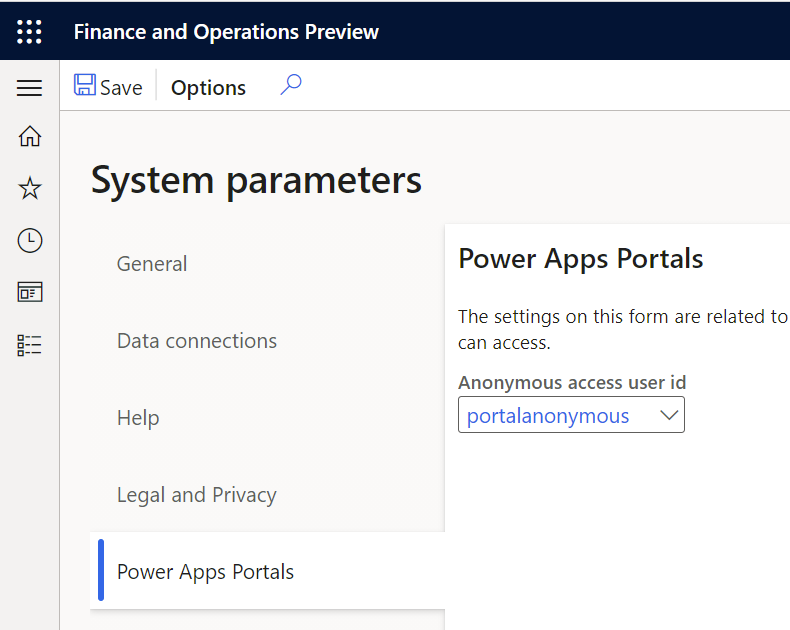 Finance and Operations Preview
Save
Options
System parameters
General
Data connections
Help
Legal and Privacy
Power Apps Portals
Power Apps Portals
The settings on this form are related to
can access.
Anonymous access user id
portalanonymous